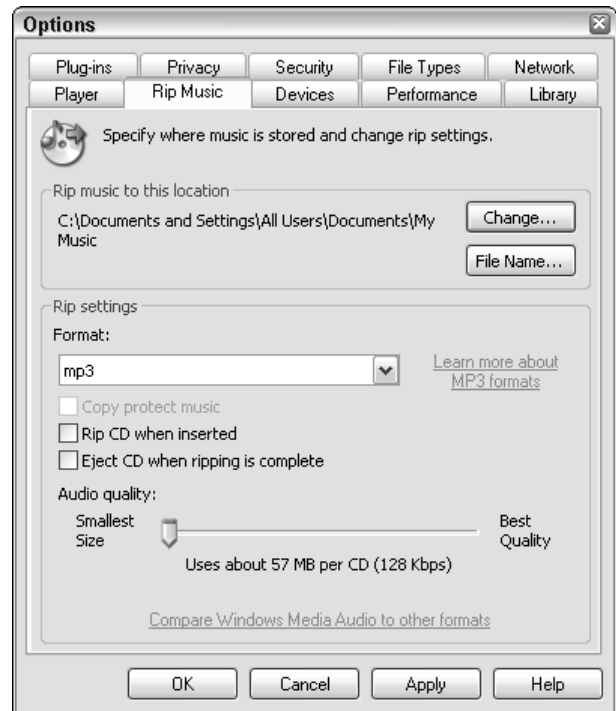 Options
Plug-ins Privacy Security File Types Network
Player Rip Music Devices Performance Library
Specify where music is stored and change rip settings.
Rip music to this location
C:\Documents and Settings\All Users\Documents\My
Music
Change...
File Name...
Rip settings
Format:
mp3
Learn more about
MP3 formats
Copy protect music
Rip CD when inserted
Eject CD when ripping is complete
Audio quality:
Smallest
Size
Best
Quality
Uses about 57 MB per CD (128 Kbps)
Compare Windows Media Audio to other formats
OK Cancel Apply Help